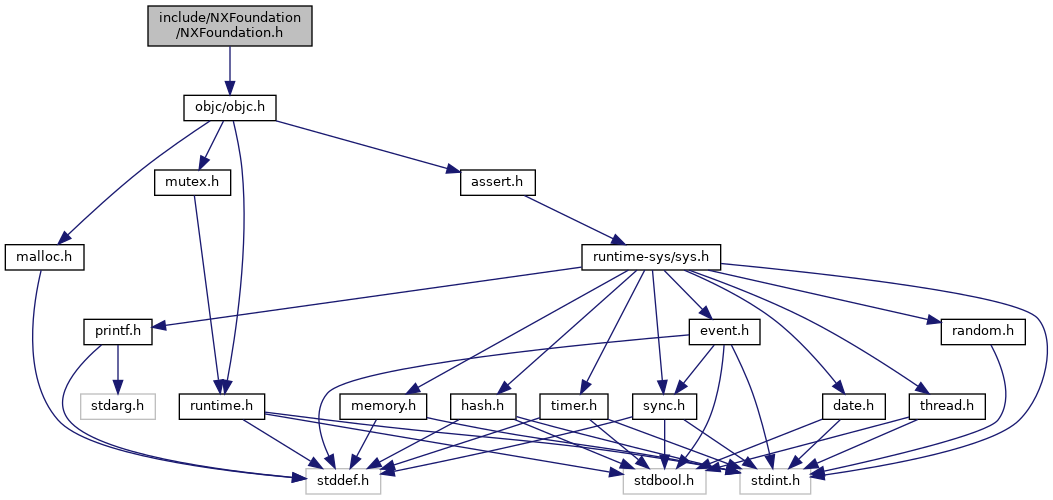 include/NXFoundation
/NXFoundation.h
objc/objc.h
mutex.h
assert.h
malloc.h
runtime-sys/sys.h
printf.h
event.h
random.h
stdarg.h
runtime.h
memory.h
hash.h
timer.h
sync.h
date.h
thread.h
stddef.h
stdbool.h
stdint.h